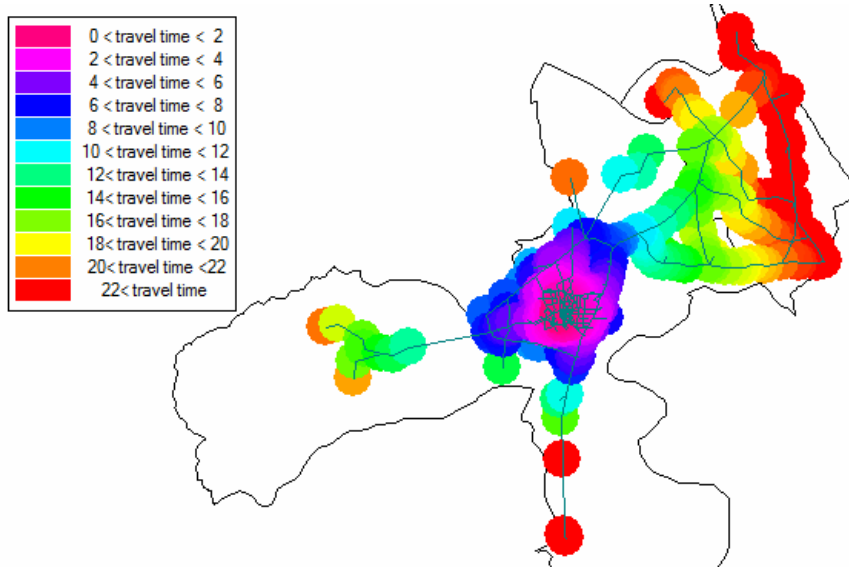 0 < travel time < 2
2 < travel time < 4
4 < travel time < 6
6 < travel time < 8
8 < travel time < 10
10 < travel time < 12
12< travel time < 14
14< travel time < 16
16< travel time < 18
18< travel time < 20
20< travel time <22
22< travel time